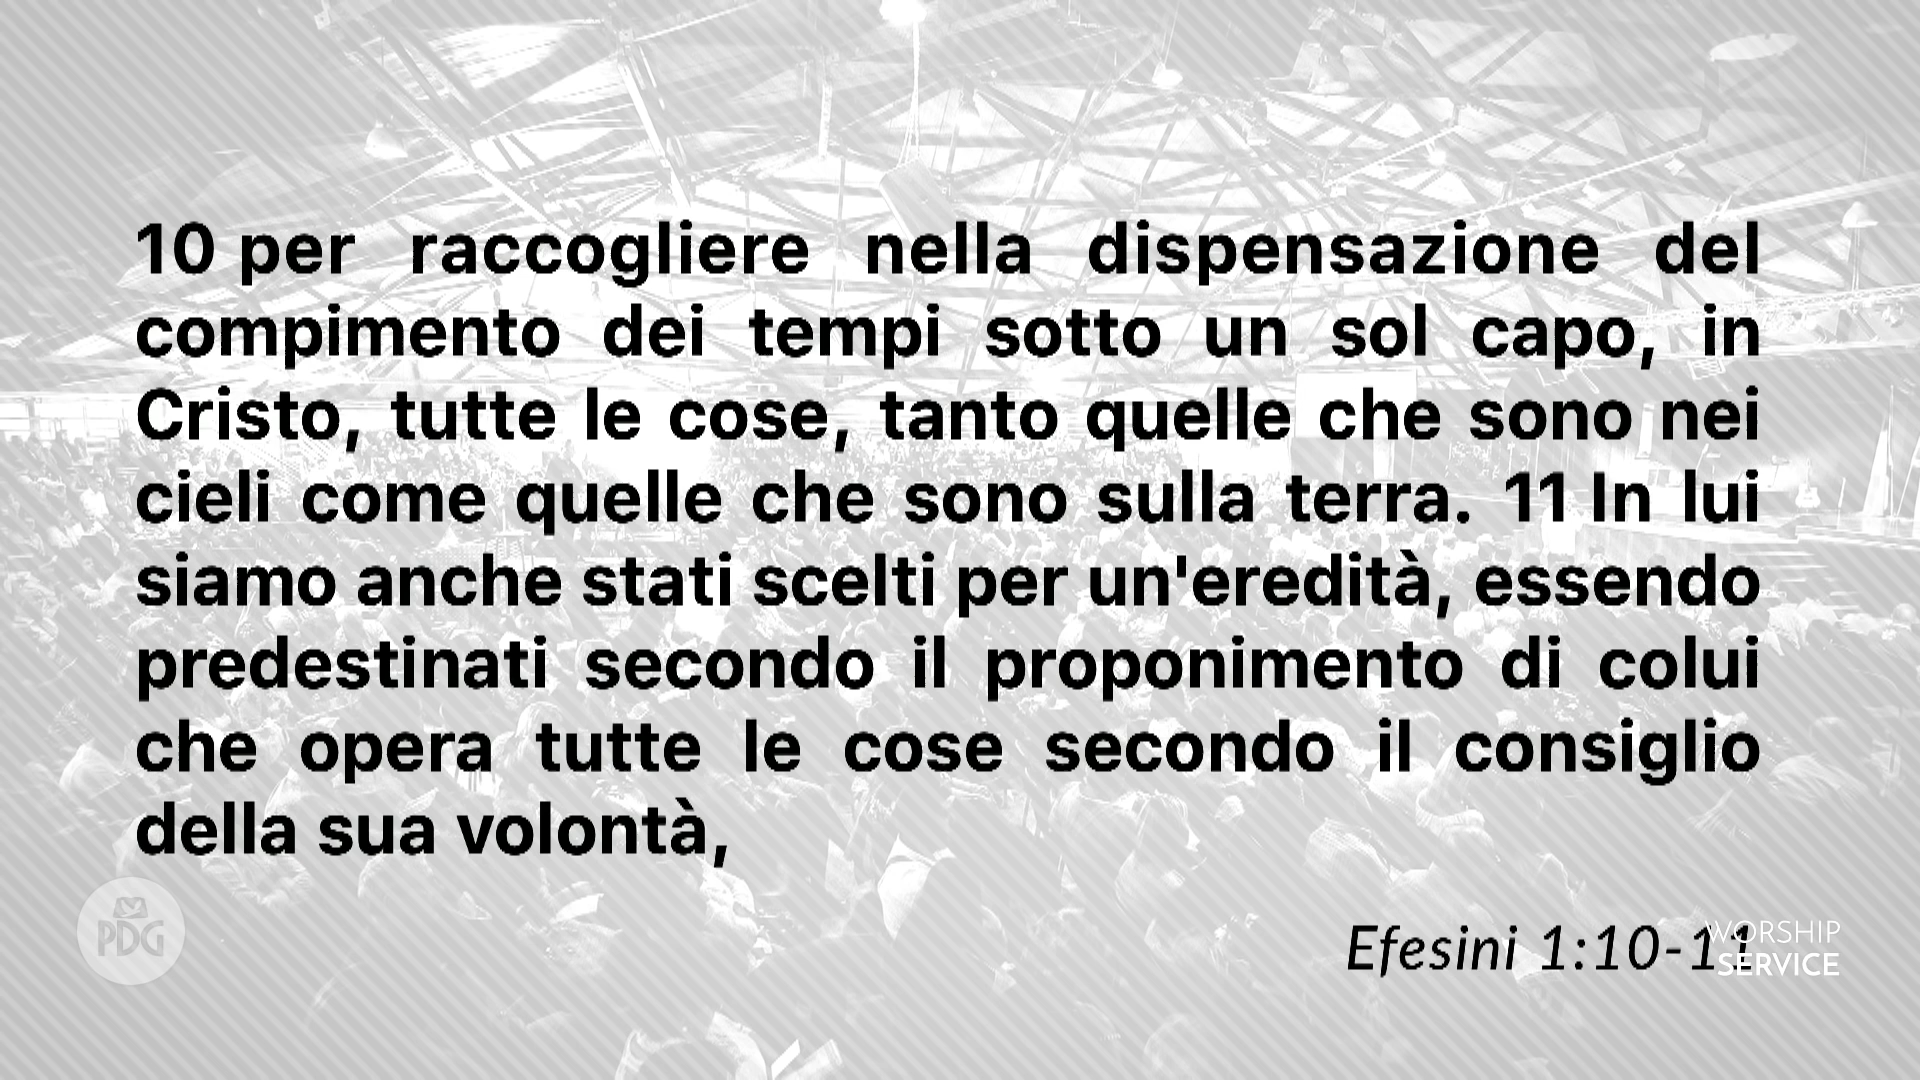 10 per raccogliere nella dispensazione del
compimento dei tempi sotto un sol capo, in
Cristo, tutte le cose, tanto quelle che sono nei
cieli come quelle che sono sulla terra. 11 In lui
siamo anche stati scelti per un'eredità, essendo
predestinati secondo il proponimento di colui
che opera tutte le cose secondo il consiglio
della sua volontà,
PDG
Efesini 1:10-11
WORSHIP
SERVICE